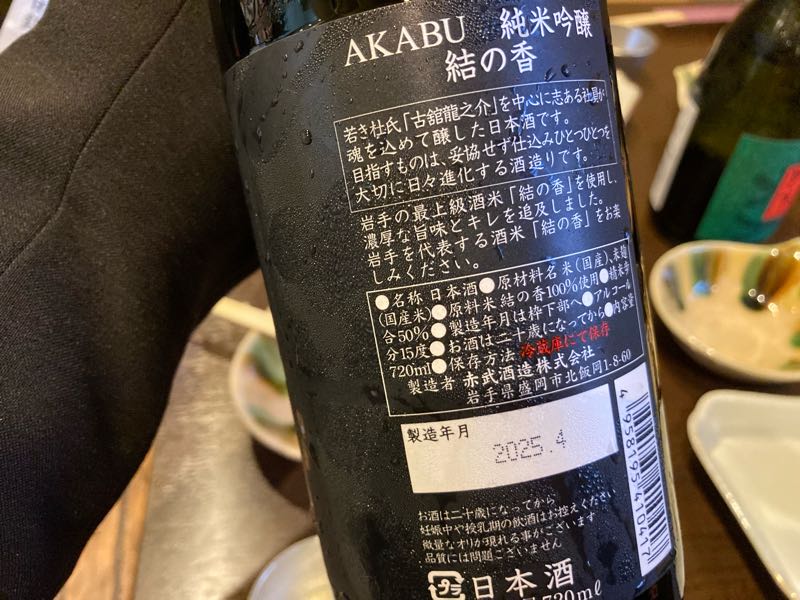 AKABU 純米吟醸
結の香
若き杜氏「古舘龍之介」を中心に志ある社員が
魂を込めて醸した日本酒です。
目指すものは、妥協せず仕込みひとつひとつを
大切に日々進化する酒造りです。
岩手の最上級酒米「結の香」を使用し、
濃厚な旨味とキレを追及しました。
岩手を代表する酒米「結の香」をお楽
しみください。
●名称 日本酒●原材料名 米(国産)、米麹
(国産米)●原料米 結の香100%使用●精米歩
合50%●製造年月は枠下部へ●アルコール
分15度●お酒は二十歳になってから●内容量
720ml●保存方法 冷蔵庫にて保存
製造者 赤武酒造株式会社
岩手県盛岡市北飯岡1-8-60
製造年月
2025.4
4958195410417
お酒は二十歳になってから
妊娠中や授乳期の飲酒はお控えください
微量なオリが現れる事がございます
品質には問題ございません
プラ 日本酒
720ml